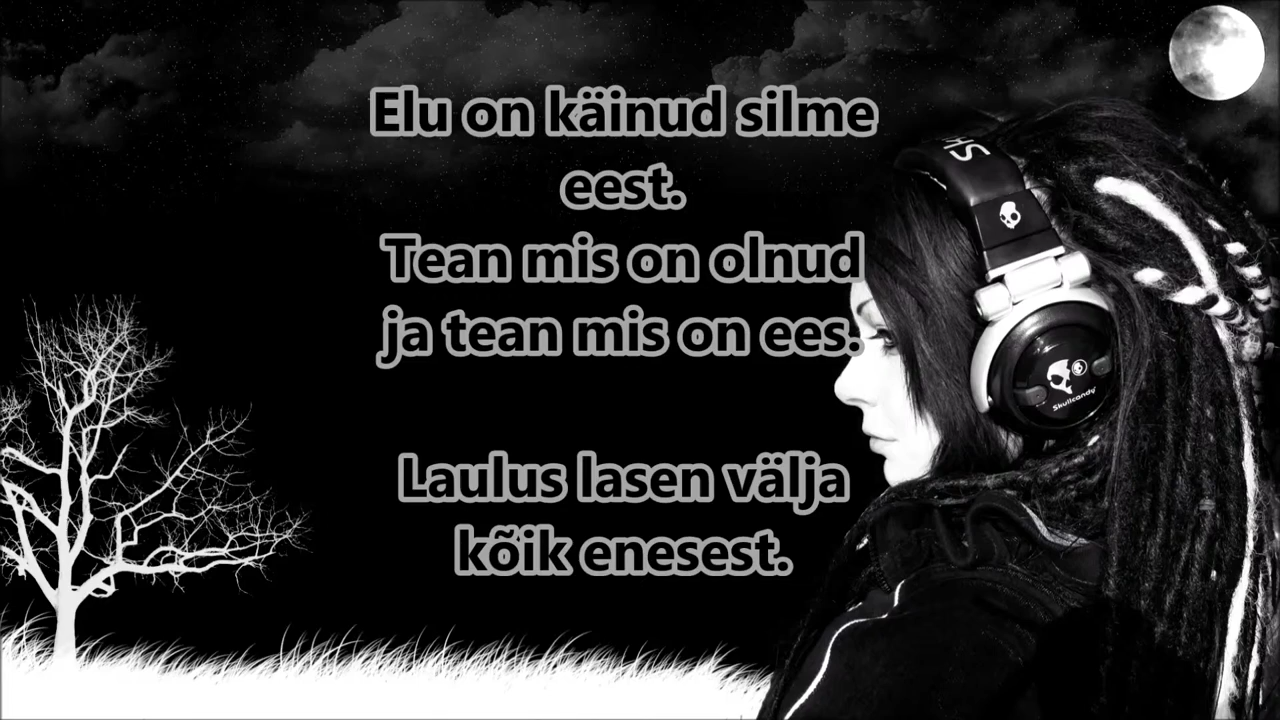 Elu on käinud silme
eest.
Tean mis on olnud
ja tean mis on ees.
Laulus lasen välja
kõik enesest.
Skullcandy